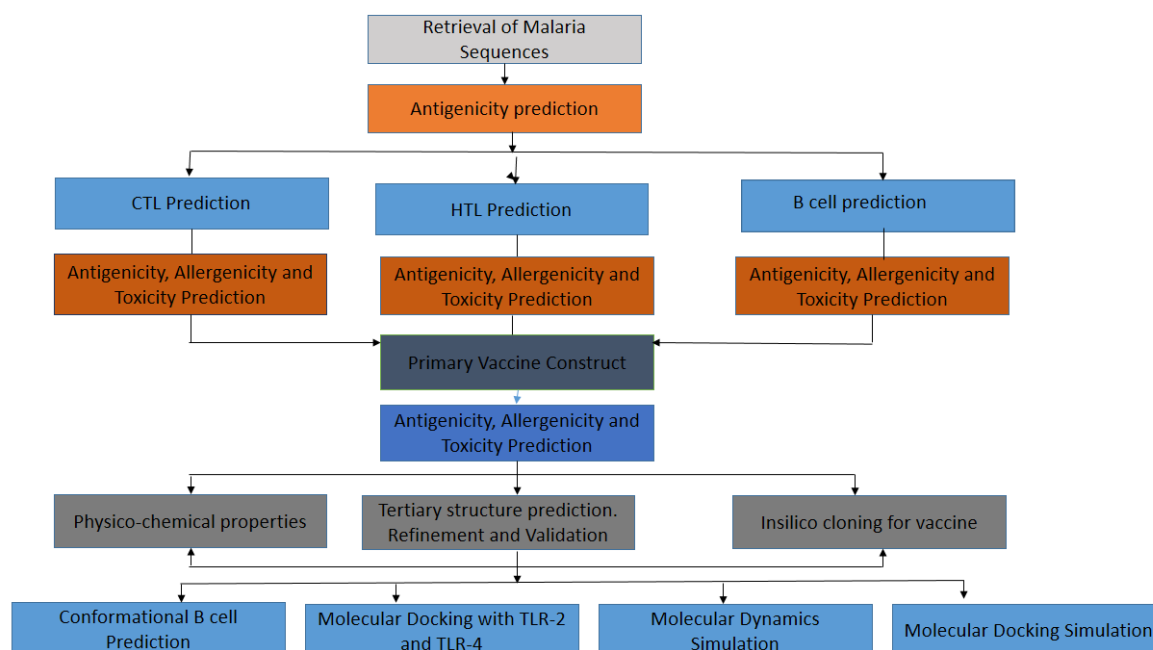 Retrieval of Malaria
Sequences
Antigenicity prediction
CTL Prediction
HTL Prediction
B cell prediction
Antigenicity, Allergenicity and
Toxicity Prediction
Antigenicity, Allergenicity and
Toxicity Prediction
Antigenicity, Allergenicity and
Toxicity Prediction
Primary Vaccine Construct
Antigenicity, Allergenicity and
Toxicity Prediction
Physico-chemical properties
Tertiary structure prediction.
Refinement and Validation
Insilico cloning for vaccine
Conformational B cell
Prediction
Molecular Docking with TLR-2
and TLR-4
Molecular Dynamics
Simulation
Molecular Docking Simulation